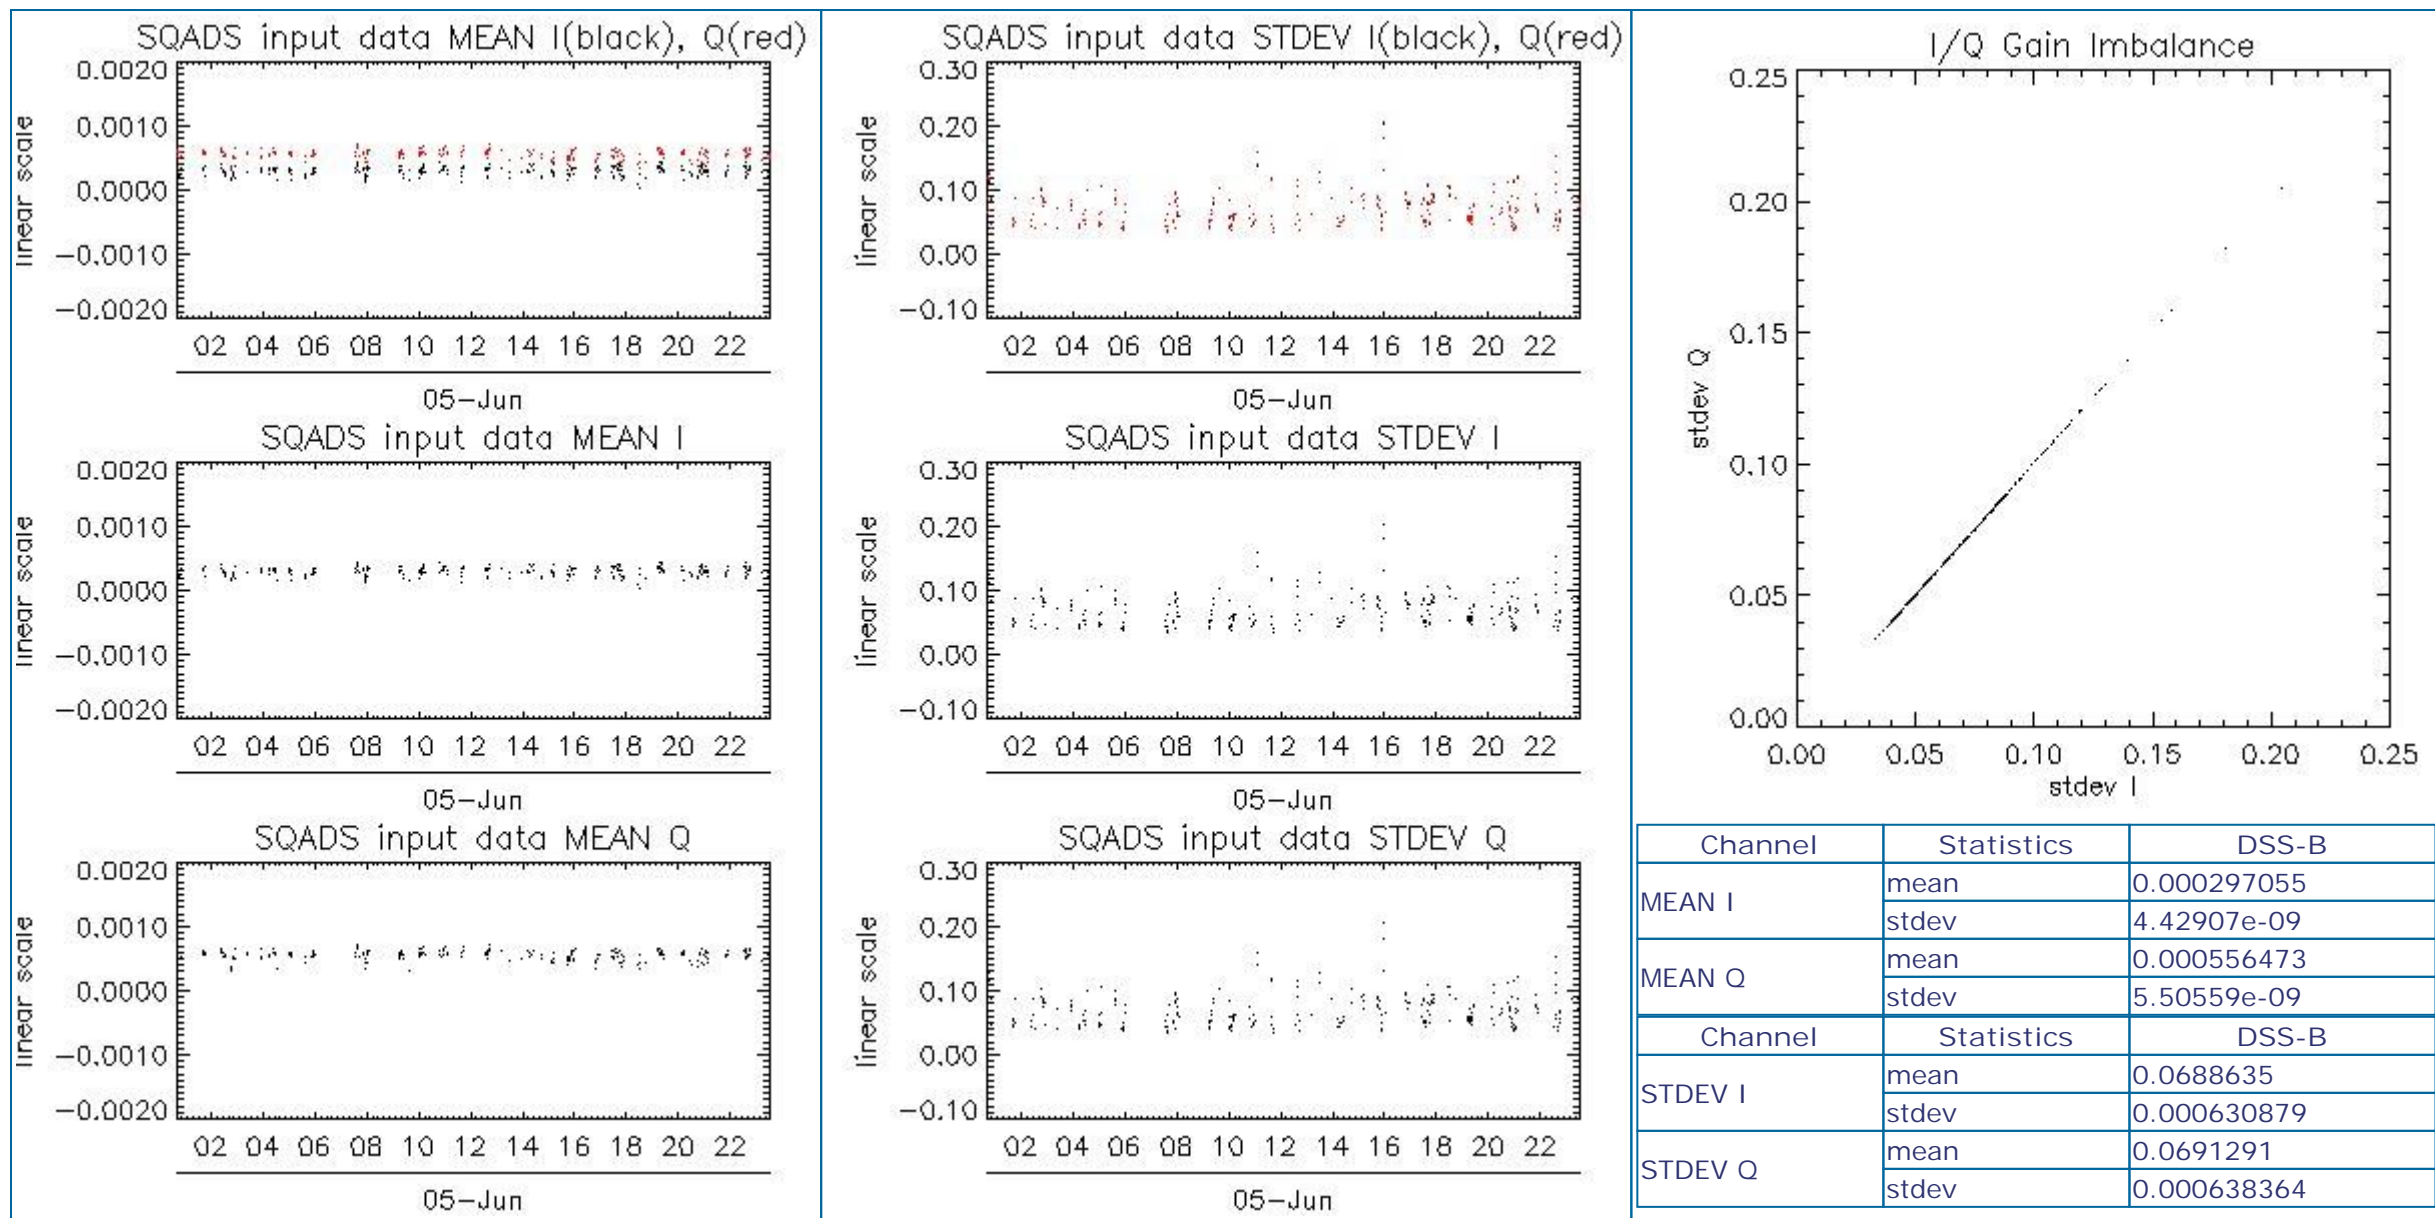 SQADS input data MEAN I(black), Q(red)
0.0020
0.0010
0.0000
−0.0010
−0.0020
linear scale
02 04 06 08 10 12 14 16 18 20 22
05−Jun
SQADS input data MEAN I
0.0020
0.0010
0.0000
−0.0010
−0.0020
linear scale
02 04 06 08 10 12 14 16 18 20 22
05−Jun
SQADS input data MEAN Q
0.0020
0.0010
0.0000
−0.0010
−0.0020
linear scale
02 04 06 08 10 12 14 16 18 20 22
05−Jun
SQADS input data STDEV I(black), Q(red)
0.30
0.20
0.10
0.00
−0.10
linear scale
02 04 06 08 10 12 14 16 18 20 22
05−Jun
SQADS input data STDEV I
0.30
0.20
0.10
0.00
−0.10
linear scale
02 04 06 08 10 12 14 16 18 20 22
05−Jun
SQADS input data STDEV Q
0.30
0.20
0.10
0.00
−0.10
linear scale
02 04 06 08 10 12 14 16 18 20 22
05−Jun
I/Q Gain Imbalance
0.25
0.20
0.15
0.10
0.05
0.00
stdev Q
0.00 0.05 0.10 0.15 0.20 0.25
stdev I
Channel Statistics DSS-B
MEAN I mean 0.000297055
stdev 4.42907e-09
MEAN Q mean 0.000556473
stdev 5.50559e-09
Channel Statistics DSS-B
STDEV I mean 0.0688635
stdev 0.000630879
STDEV Q mean 0.0691291
stdev 0.000638364